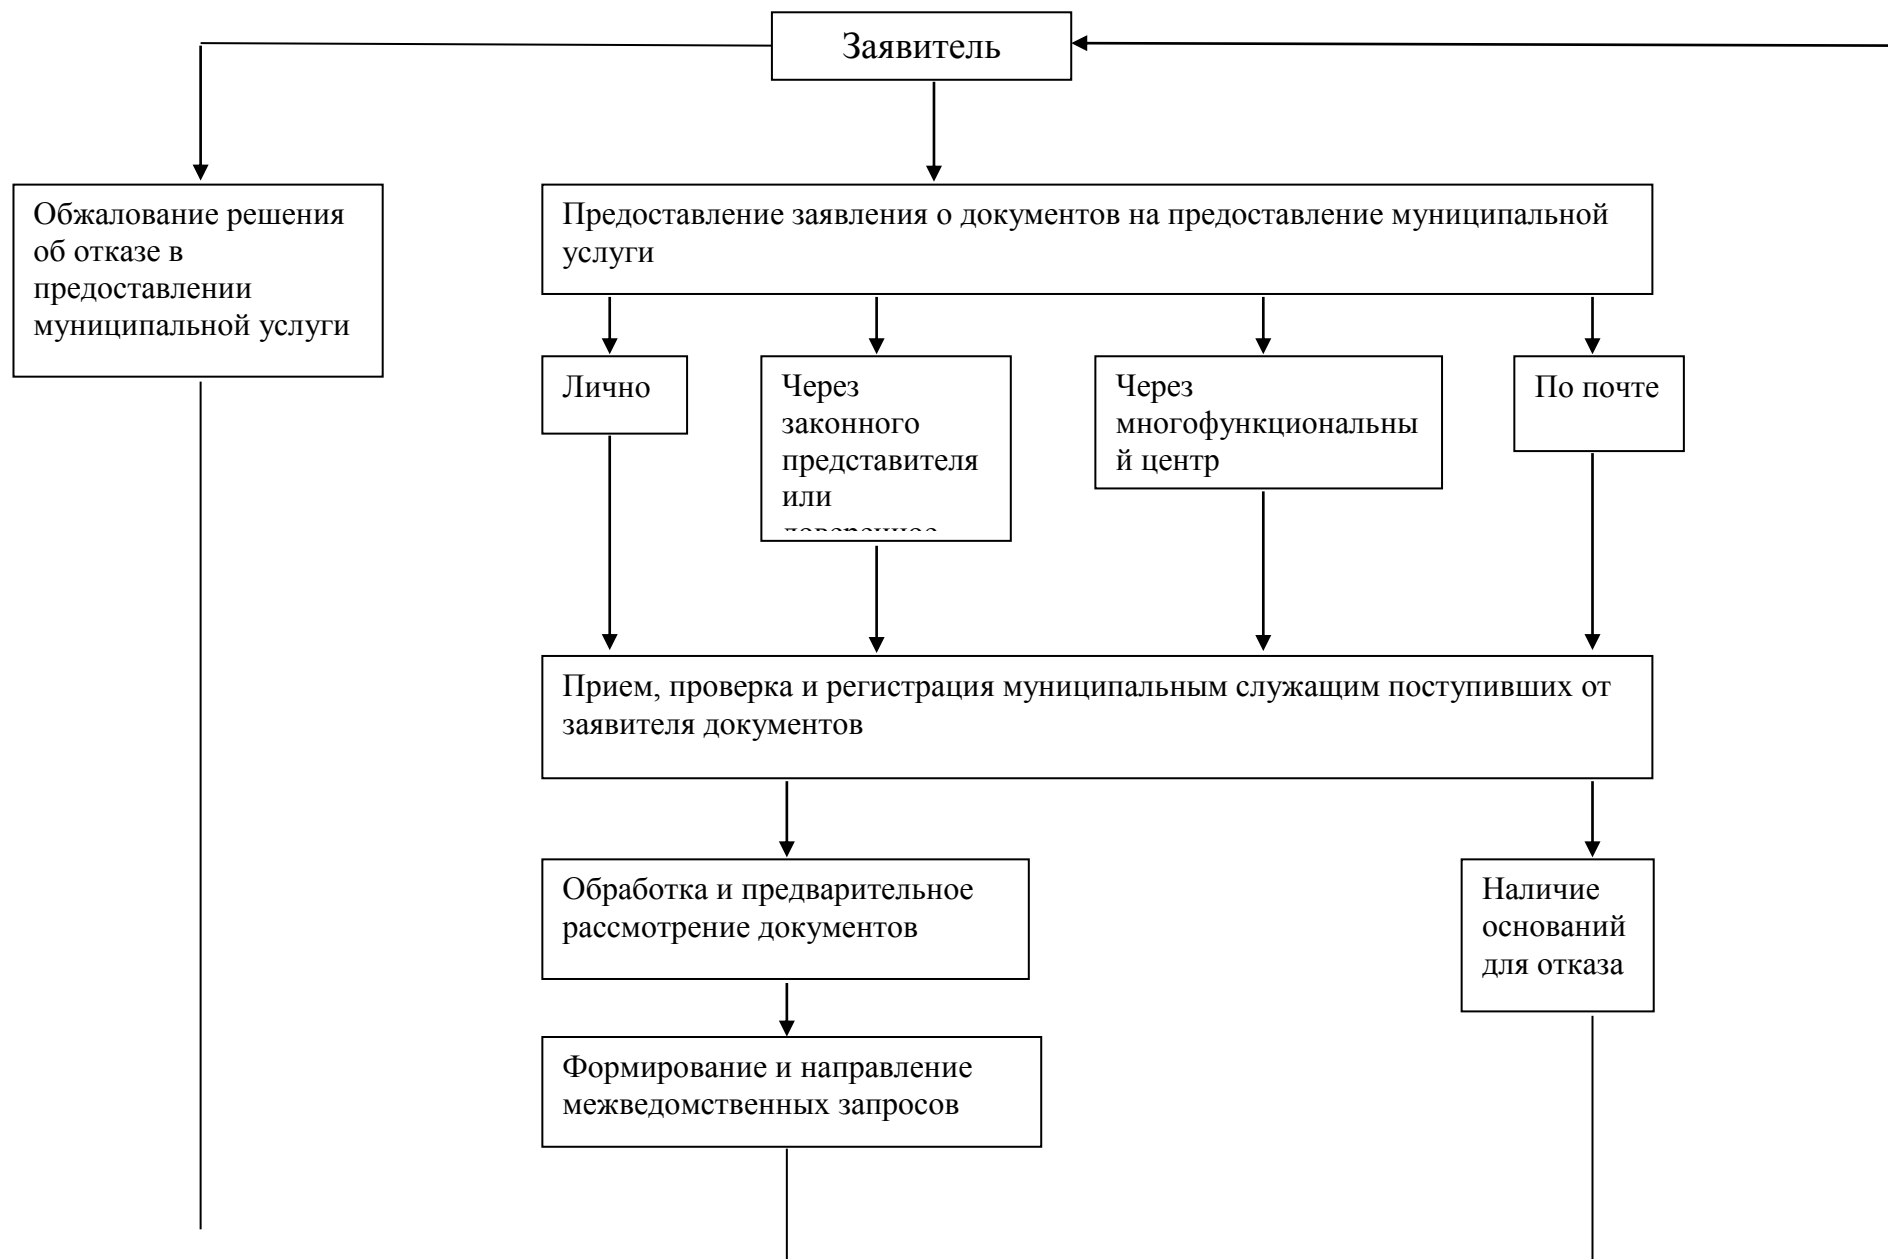 Заявитель
Обжалование решения
об отказе в
предоставлении
муниципальной услуги
Предоставление заявления о документов на предоставление муниципальной
услуги
Лично
Через
законного
представителя
или
Через
многофункциональны
й центр
По почте
Прием, проверка и регистрация муниципальным служащим поступивших от
заявителя документов
Обработка и предварительное
рассмотрение документов
Наличие
оснований
для отказа
Формирование и направление
межведомственных запросов